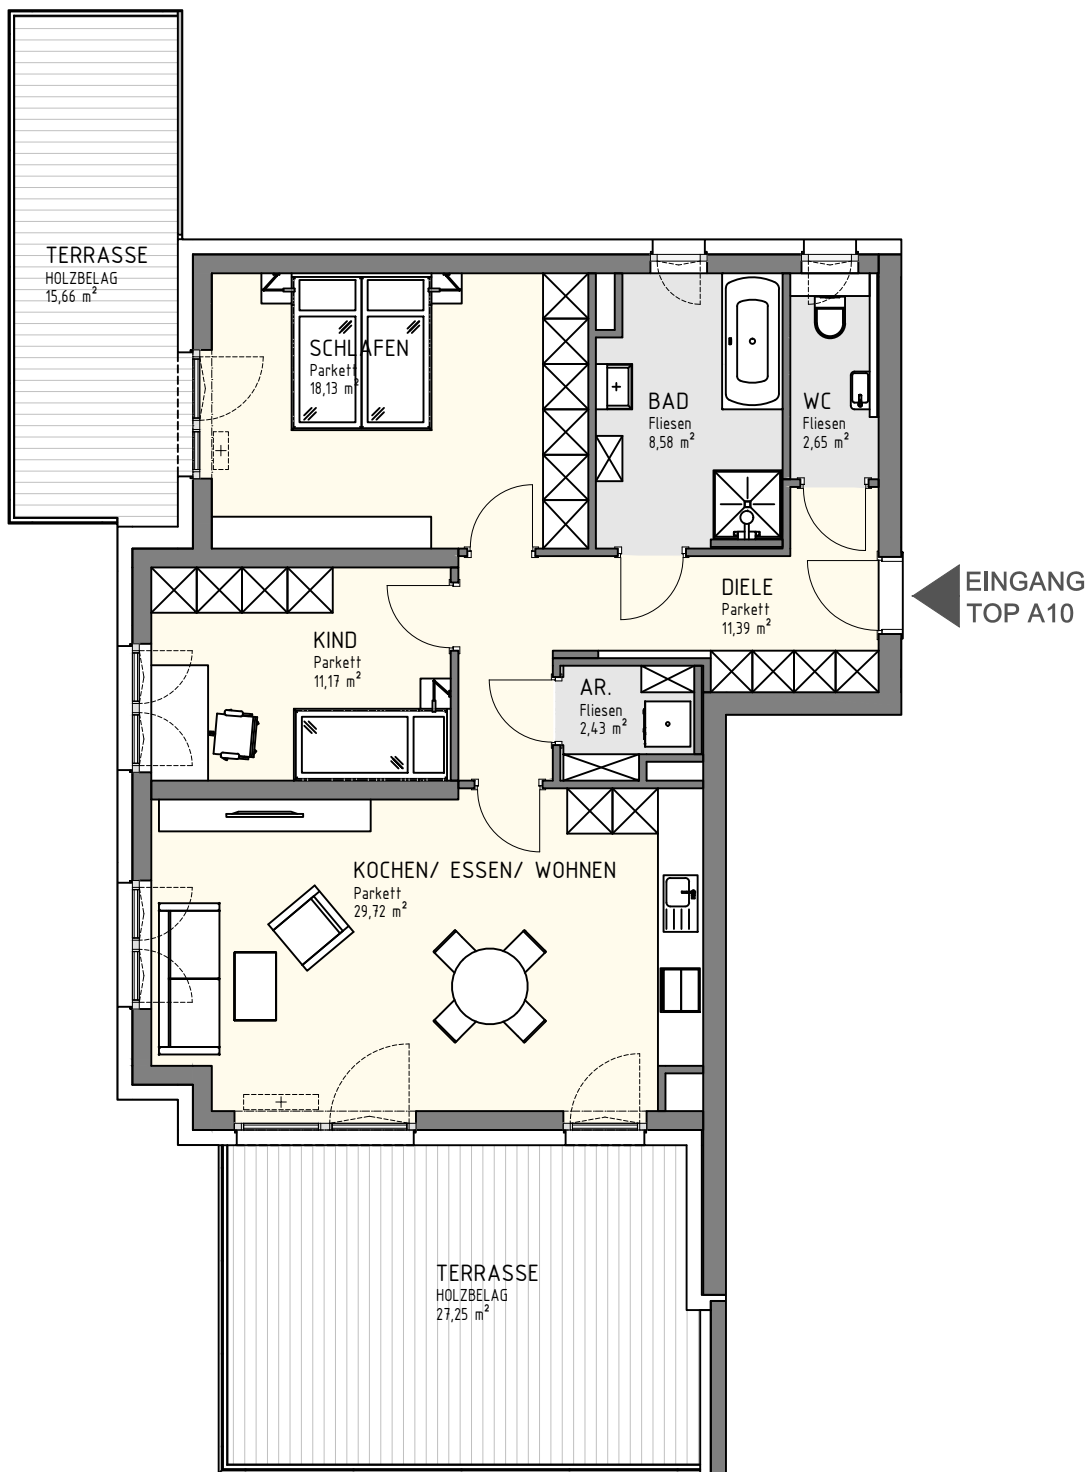 TERRASSE
HOLZBELAG
15,66 m²
SCHLAFEN
Parkett
18,13 m²
BAD
Fliesen
8,58 m²
WC
Fliesen
2,65 m²
DIELE
Parkett
11,39 m²
EINGANG
TOP A10
KIND
Parkett
11,17 m²
AR.
Fliesen
2,43 m²
KOCHEN/ ESSEN/ WOHNEN
Parkett
29,72 m²
TERRASSE
HOLZBELAG
27,25 m²